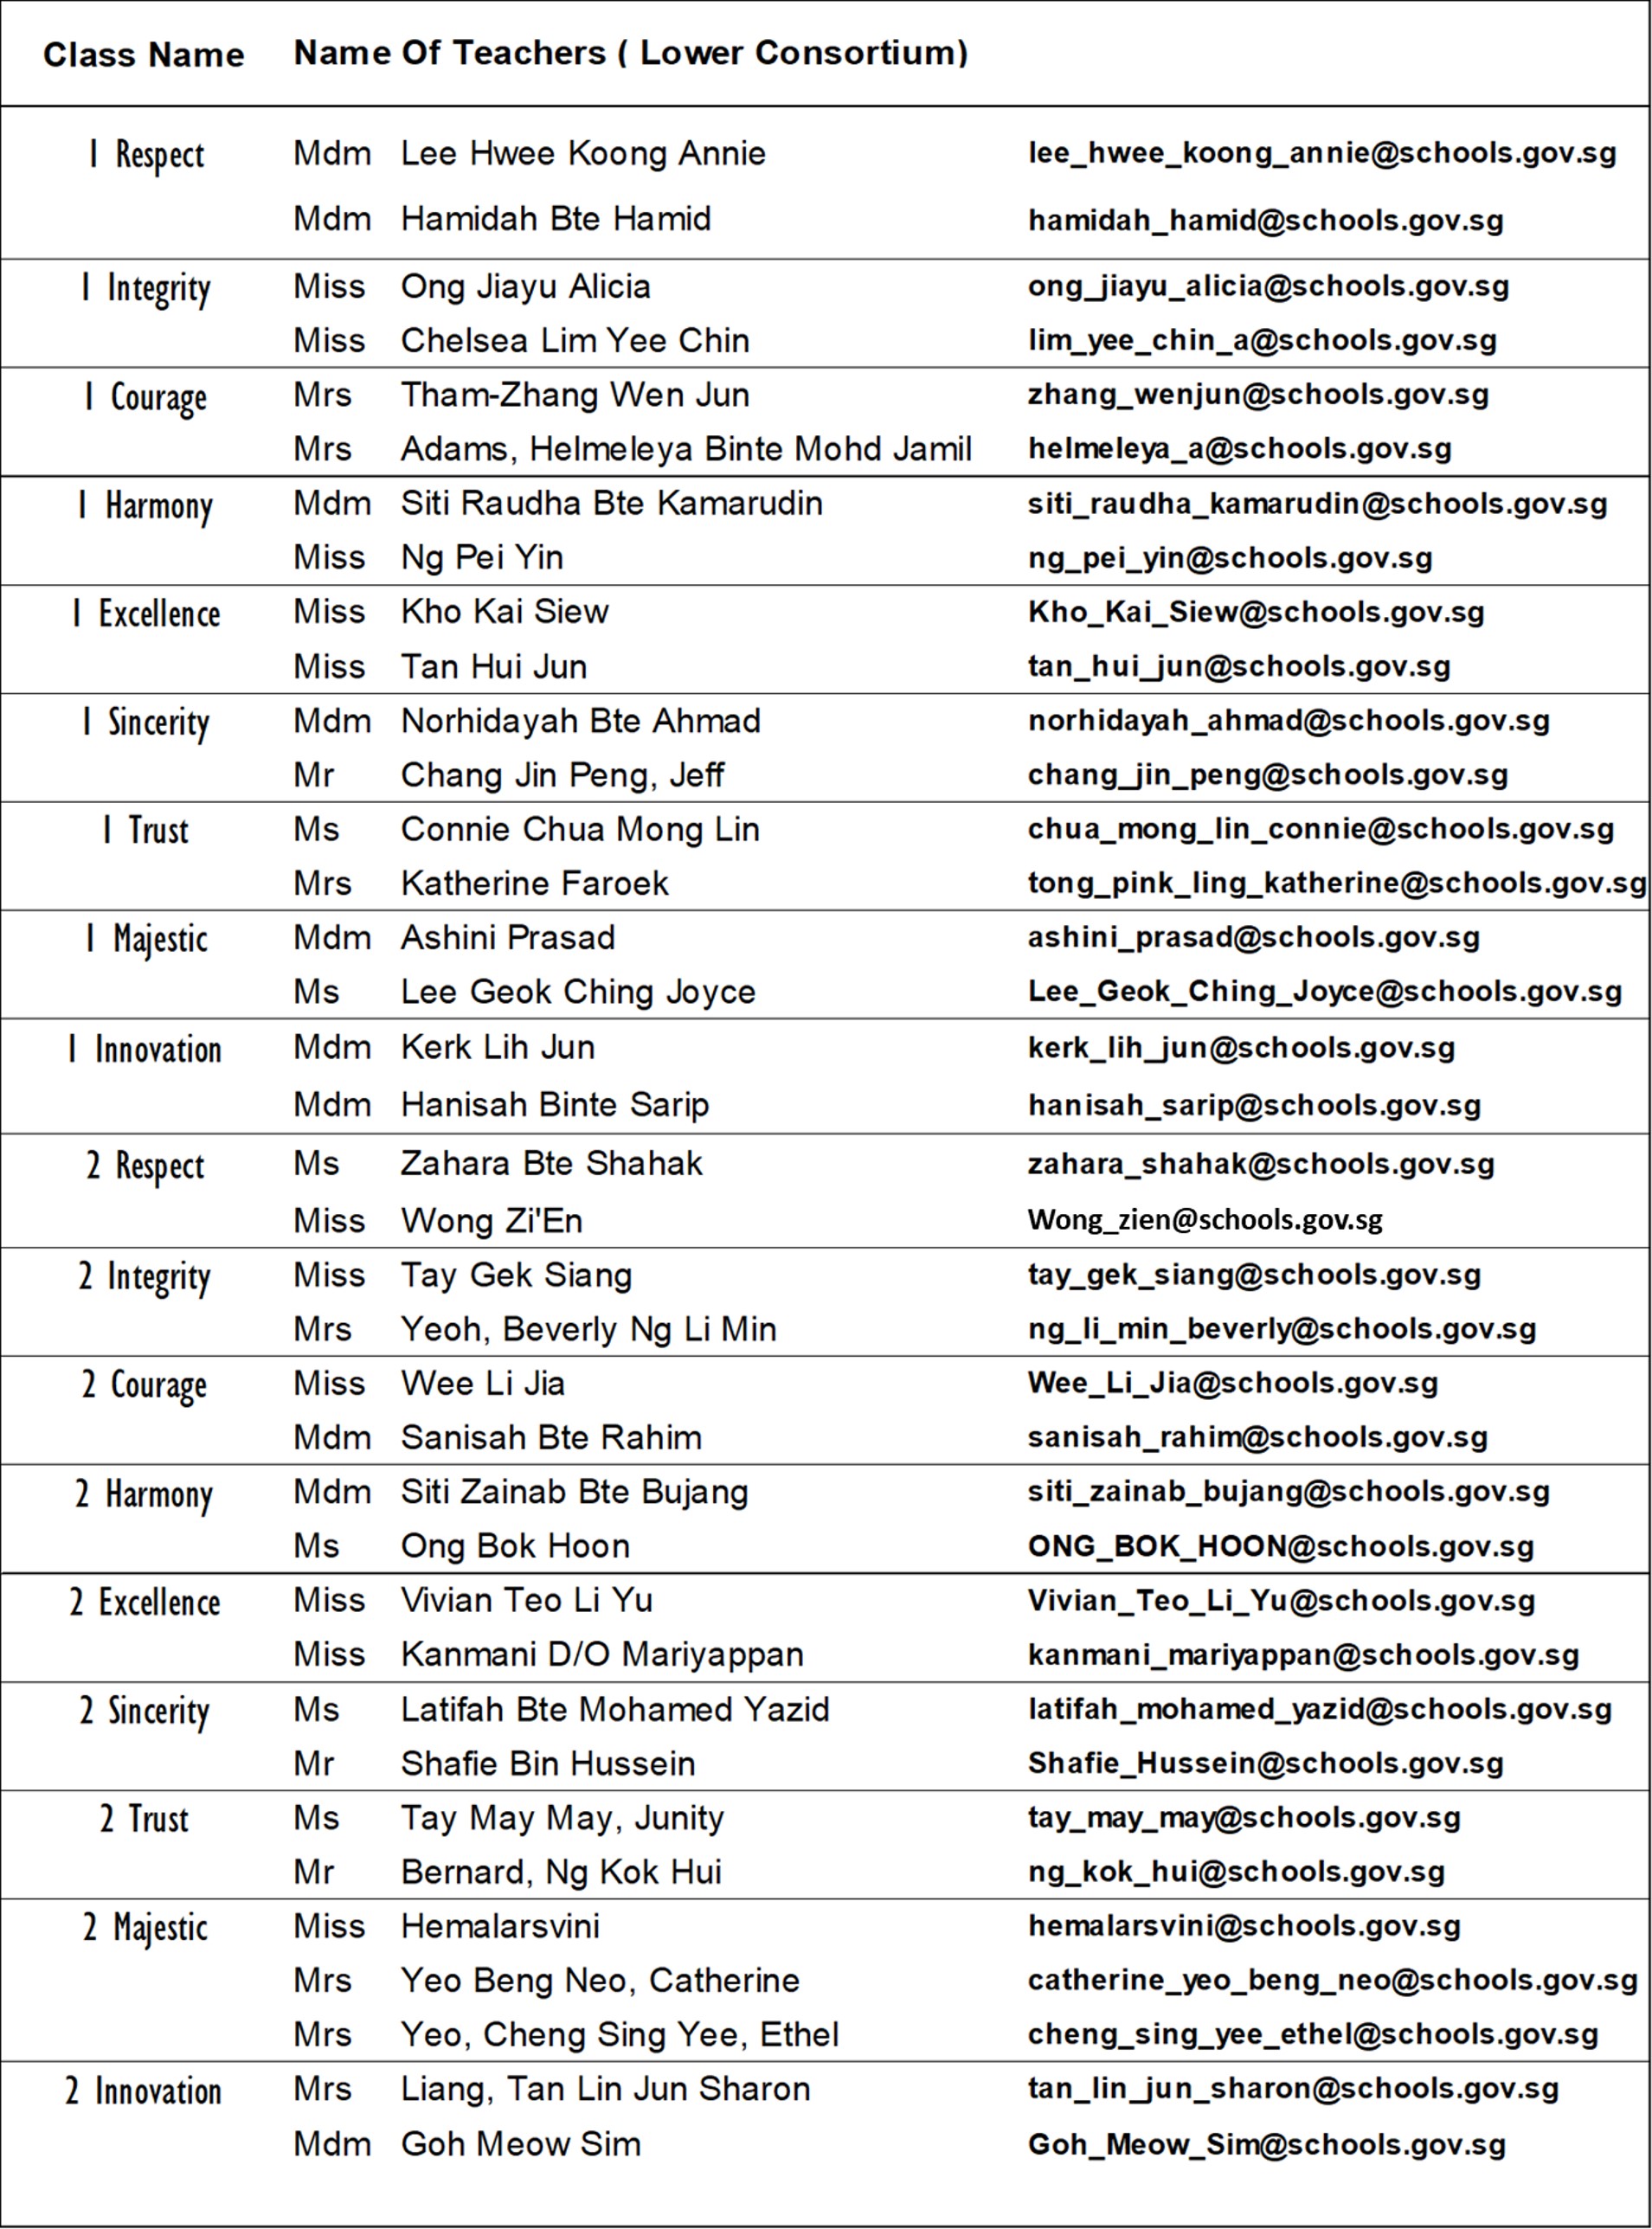 Class Name Name Of Teachers ( Lower Consortium)
1 Respect Mdm Lee Hwee Koong Annie lee_hwee_koong_annie@schools.gov.sg
Mdm Hamidah Bte Hamid hamidah_hamid@schools.gov.sg
1 Integrity Miss Ong Jiayu Alicia ong_jiayu_alicia@schools.gov.sg
Miss Chelsea Lim Yee Chin lim_yee_chin_a@schools.gov.sg
1 Courage Mrs Tham-Zhang Wen Jun zhang_wenjun@schools.gov.sg
Mrs Adams, Helmeleya Binte Mohd Jamil helmeleya_a@schools.gov.sg
1 Harmony Mdm Siti Raudha Bte Kamarudin siti_raudha_kamarudin@schools.gov.sg
Miss Ng Pei Yin ng_pei_yin@schools.gov.sg
1 Excellence Miss Kho Kai Siew Kho_Kai_Siew@schools.gov.sg
Miss Tan Hui Jun tan_hui_jun@schools.gov.sg
1 Sincerity Mdm Norhidayah Bte Ahmad norhidayah_ahmad@schools.gov.sg
Mr Chang Jin Peng, Jeff chang_jin_peng@schools.gov.sg
1 Trust Ms Connie Chua Mong Lin chua_mong_lin_connie@schools.gov.sg
Mrs Katherine Faroek tong_pink_ling_katherine@schools.gov.sg
1 Majestic Mdm Ashini Prasad ashini_prasad@schools.gov.sg
Ms Lee Geok Ching Joyce Lee_Geok_Ching_Joyce@schools.gov.sg
1 Innovation Mdm Kerk Lih Jun kerk_lih_jun@schools.gov.sg
Mdm Hanisah Binte Sarip hanisah_sarip@schools.gov.sg
2 Respect Ms Zahara Bte Shahak zahara_shahak@schools.gov.sg
Miss Wong Zi'En Wong_zien@schools.gov.sg
2 Integrity Miss Tay Gek Siang tay_gek_siang@schools.gov.sg
Mrs Yeoh, Beverly Ng Li Min ng_li_min_beverly@schools.gov.sg
2 Courage Miss Wee Li Jia Wee_Li_Jia@schools.gov.sg
Mdm Sanisah Bte Rahim sanisah_rahim@schools.gov.sg
2 Harmony Mdm Siti Zainab Bte Bujang siti_zainab_bujang@schools.gov.sg
Ms Ong Bok Hoon ONG_BOK_HOON@schools.gov.sg
2 Excellence Miss Vivian Teo Li Yu Vivian_Teo_Li_Yu@schools.gov.sg
Miss Kanmani D/O Mariyappan kanmani_mariyappan@schools.gov.sg
2 Sincerity Ms Latifah Bte Mohamed Yazid latifah_mohamed_yazid@schools.gov.sg
Mr Shafie Bin Hussein Shafie_Hussein@schools.gov.sg
2 Trust Ms Tay May May, Junity tay_may_may@schools.gov.sg
Mr Bernard, Ng Kok Hui ng_kok_hui@schools.gov.sg
2 Majestic Miss Hemalarsvini hemalarsvini@schools.gov.sg
Mrs Yeo Beng Neo, Catherine catherine_yeo_beng_neo@schools.gov.sg
Mrs Yeo, Cheng Sing Yee, Ethel cheng_sing_yee_ethel@schools.gov.sg
2 Innovation Mrs Liang, Tan Lin Jun Sharon tan_lin_jun_sharon@schools.gov.sg
Mdm Goh Meow Sim Goh_Meow_Sim@schools.gov.sg